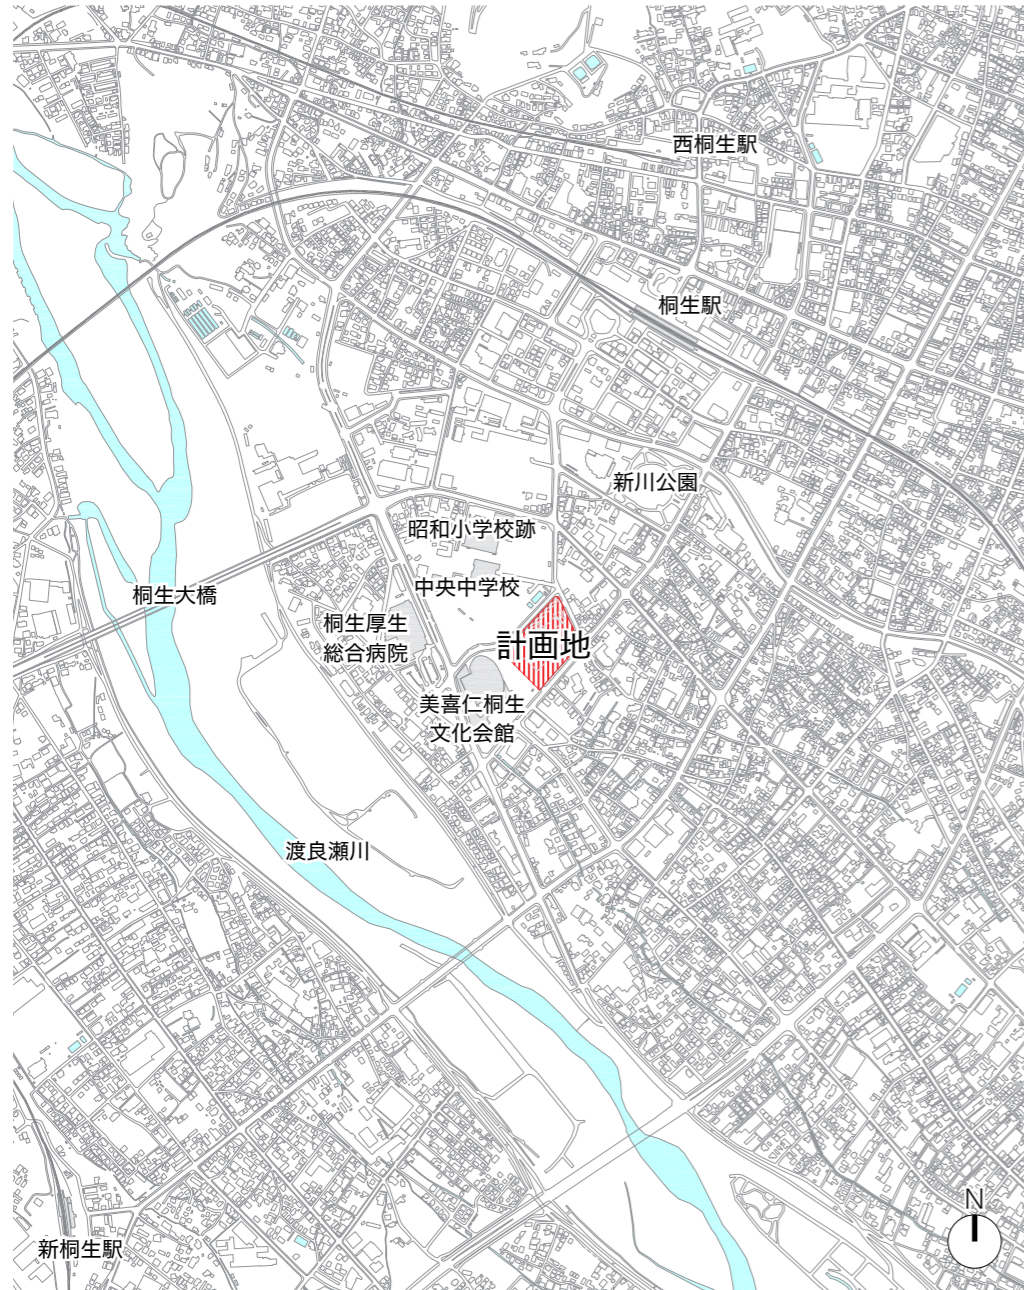 西桐生駅
桐生駅
新川公園
昭和小学校跡
中央中学校
桐生大橋
桐生厚生
総合病院
計画地
美喜仁桐生
文化会館
渡良瀬川
N
新桐生駅